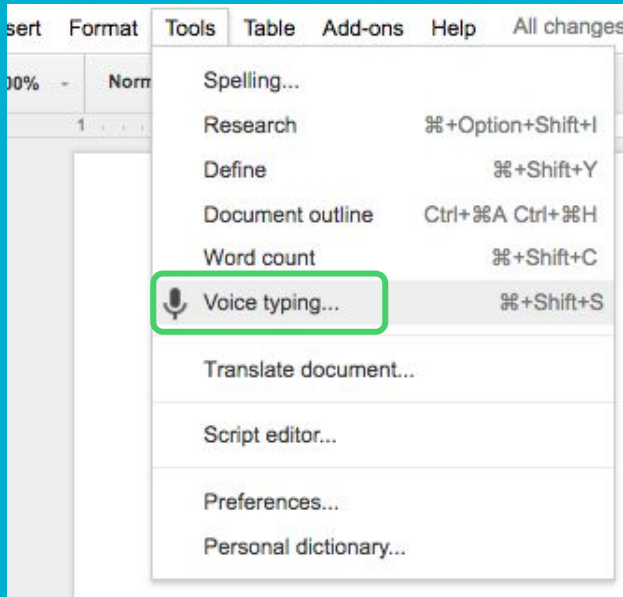 sert Format Tools Table Add-ons Help All changes
00% Norm
1
Spelling...
Research ⌘+Option+Shift+I
Define ⌘+Shift+Y
Document outline Ctrl+⌘A Ctrl+⌘H
Word count ⌘+Shift+C
Voice typing... ⌘+Shift+S
Translate document...
Script editor...
Preferences...
Personal dictionary...